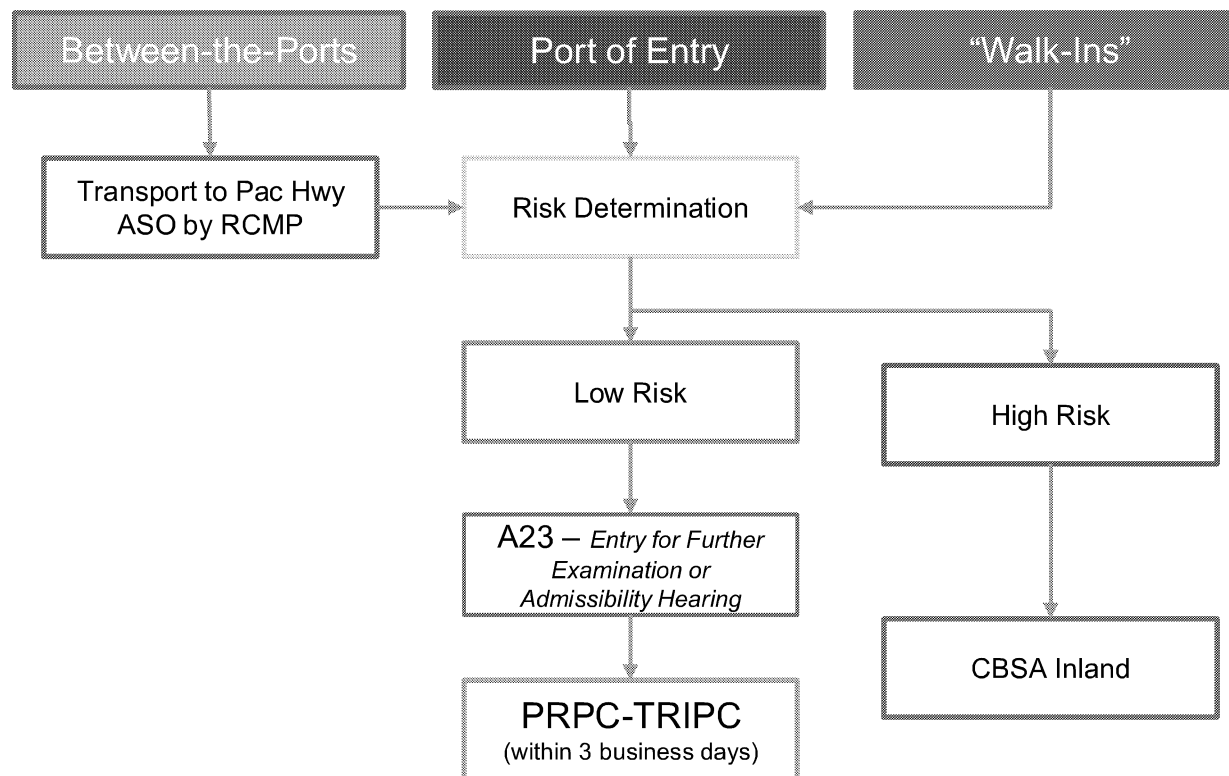 Between-the-Ports
Port of Entry
“Walk-Ins”
Transport to Pac Hwy
ASO by RCMP
Risk Determination
Low Risk
High Risk
A23 – Entry for Further
Examination or
Admissibility Hearing
CBSA Inland
PRPC-TRIPC
(within 3 business days)